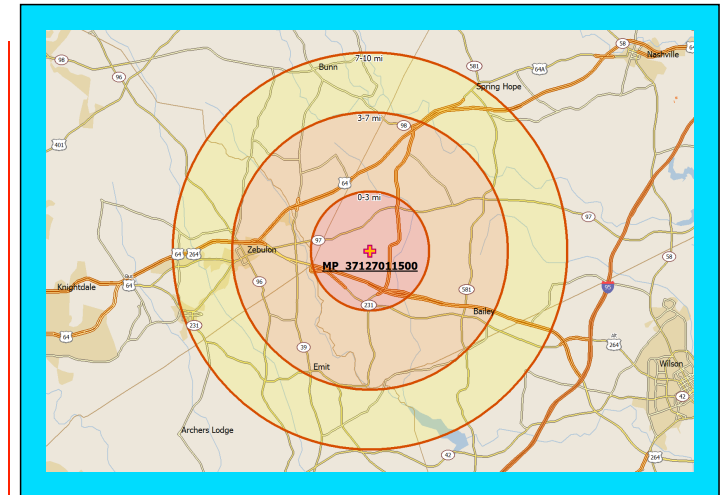 7-10 mi
58
64
98
Bunn
Nashville
96
581
64A
Spring Hope
3-7 mi
98
401
64
0-3 mi
97
97
Zebulon
64 264
MP_37127011500
58
Knightdale
64
96
581
95
231
Bailey
231
64
39
264
Emit
Wilson
42
Archers Lodge
42
264